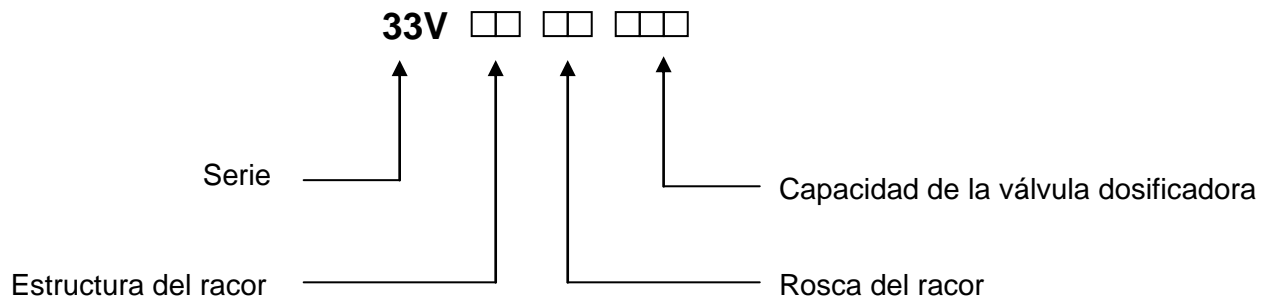 33V □□ □□ □□□
Serie
Capacidad de la válvula dosificadora
Estructura del racor
Rosca del racor